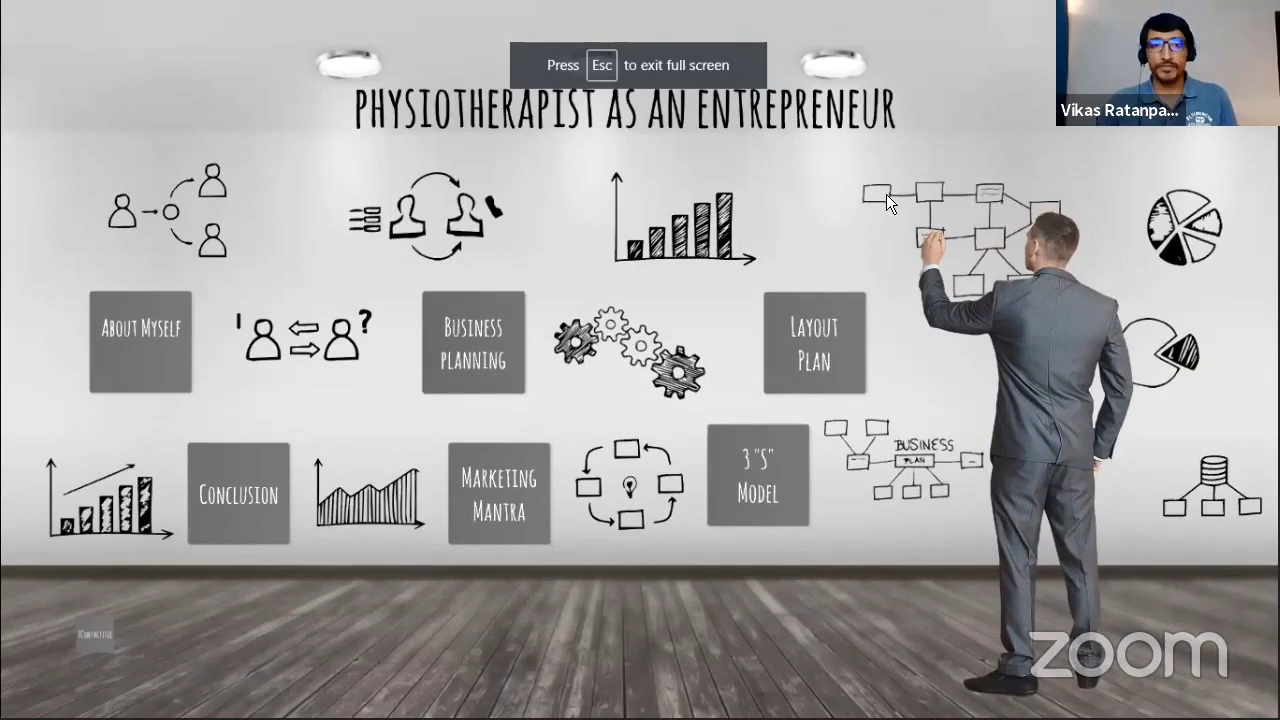 Press Esc to exit full screen
Vikas Ratanpa...
PHYSIOTHERAPIST AS AN ENTREPRENEUR
ABOUT MYSELF
1
?
BUSINESS
PLANNING
LAYOUT
PLAN
CONCLUSION
MARKETING
MANTRA
3 "S"
MODEL
BUSINESS
PLAN
zoom